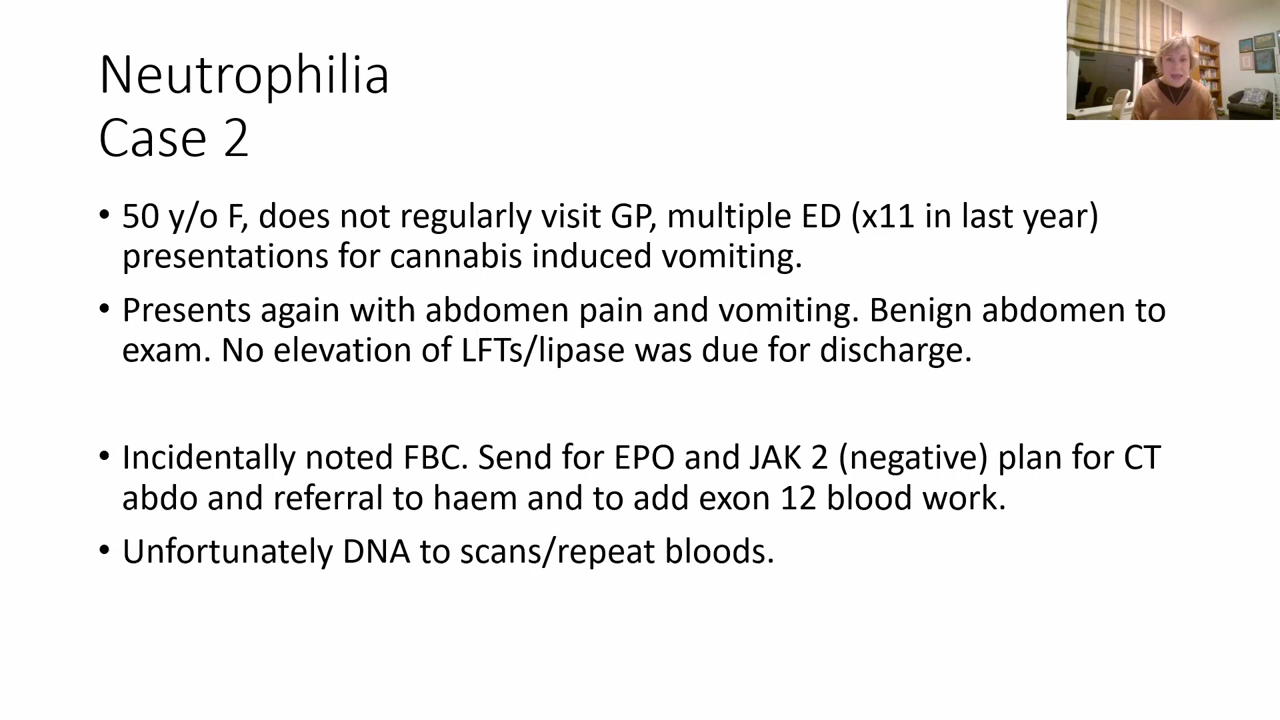 Neutrophilia
Case 2
• 50 y/o F, does not regularly visit GP, multiple ED (x11 in last year)
presentations for cannabis induced vomiting.
• Presents again with abdomen pain and vomiting. Benign abdomen to
exam. No elevation of LFTs/lipase was due for discharge.
• Incidentally noted FBC. Send for EPO and JAK 2 (negative) plan for CT
abdo and referral to haem and to add exon 12 blood work.
• Unfortunately DNA to scans/repeat bloods.